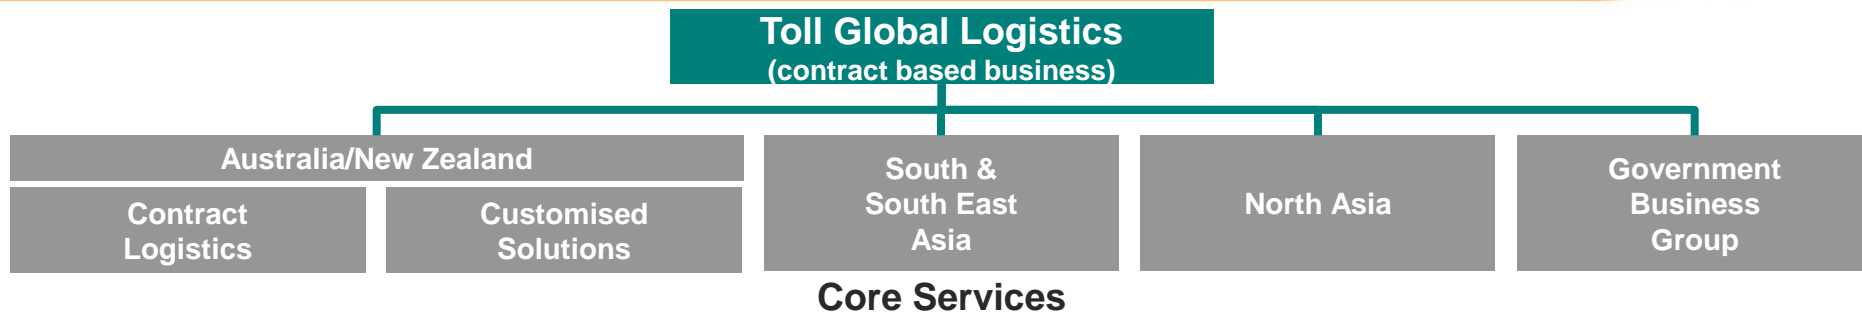 Toll Global Logistics
(contract based business)
Australia/New Zealand
Contract
Logistics
Customised
Solutions
South &
South East
Asia
North Asia
Government
Business
Group
Core Services